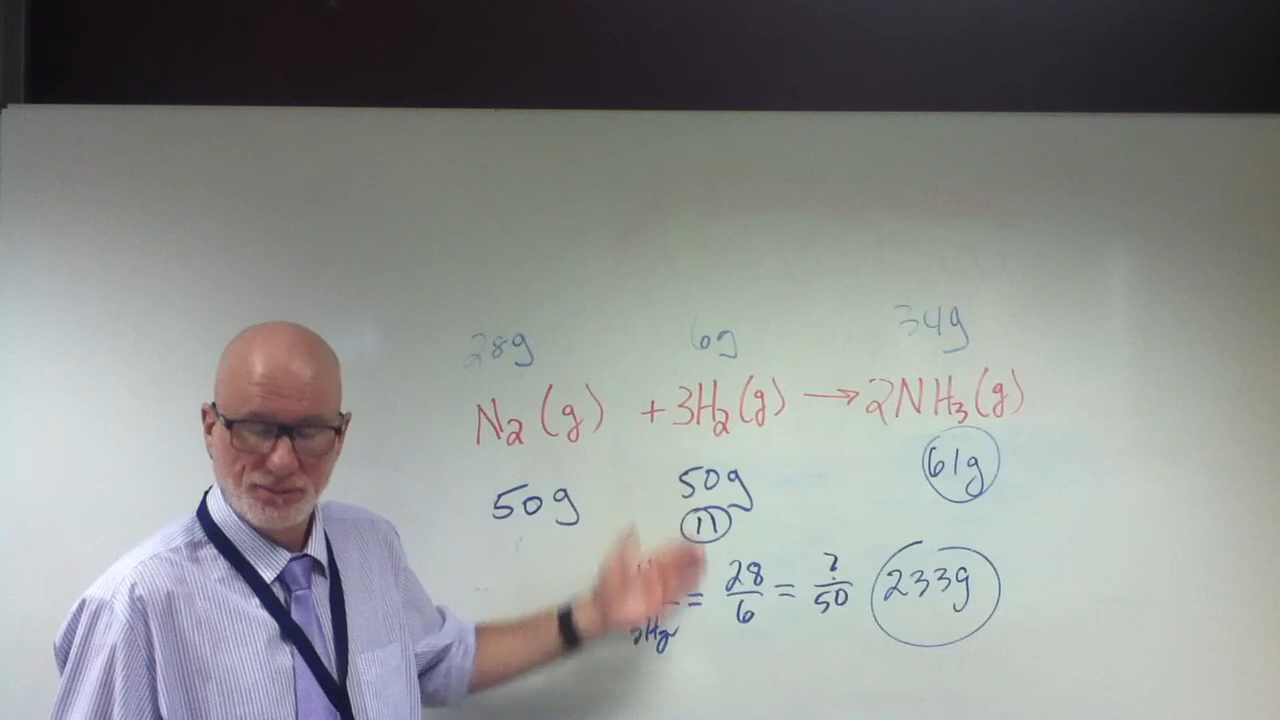 28g 6g 34g
N₂(g) + 3H₂(g) → 2NH₃(g)
50g 50g 61g
11
= 28/6 = ?/50 233g
3H₂